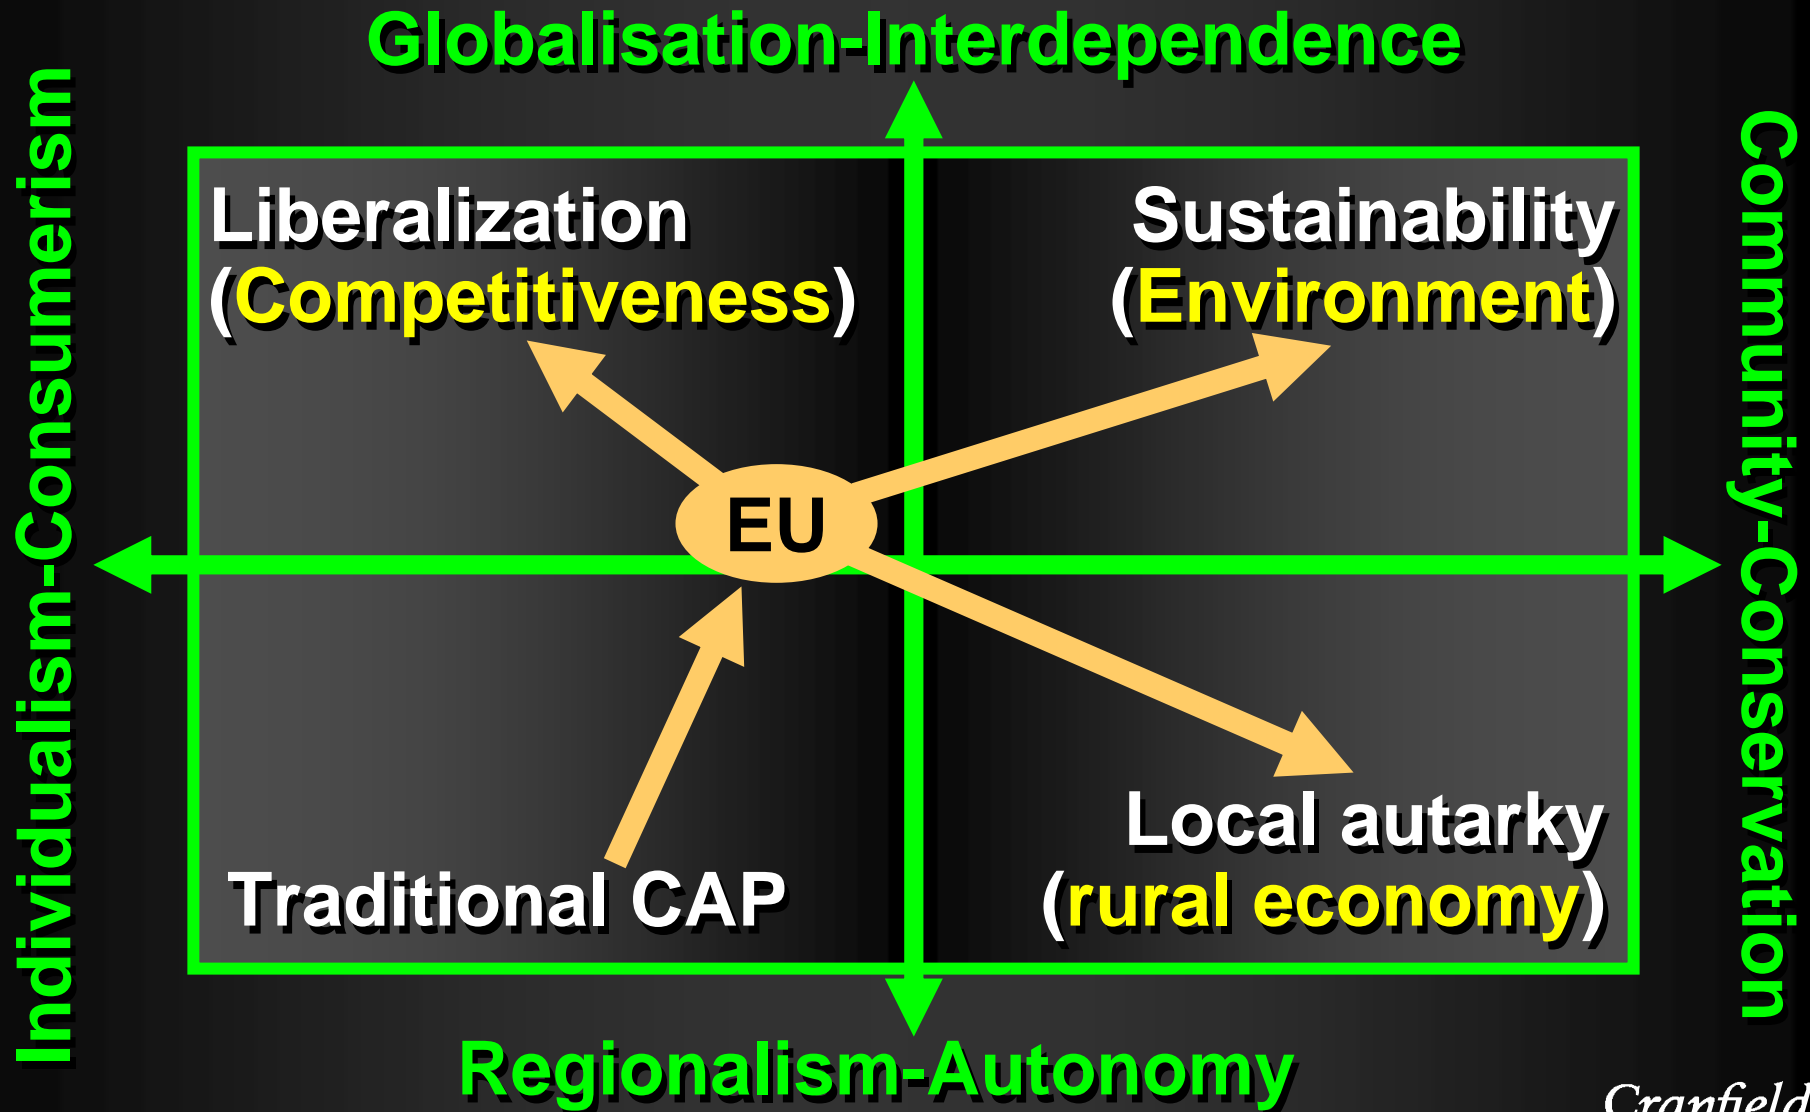 Globalisation-Interdependence
Individualism-Consumerism
Liberalization
(Competitiveness)
Sustainability
(Environment)
Community-Conservation
EU
Traditional CAP
Local autarky
(rural economy)
Regionalism-Autonomy
Cranfield